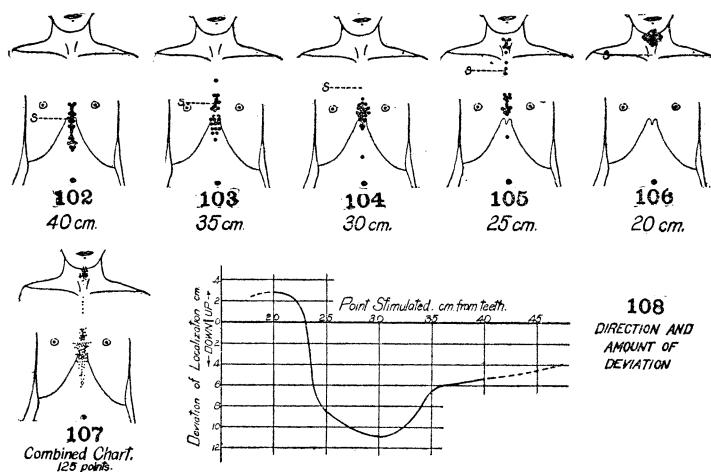 S
S
S
S
S
102
103
104
105
106
40 cm.
35 cm.
30 cm.
25 cm.
20 cm.
107
Combined Chart.
125 points.
Deviation of Localization cm.
←DOWN|UP→
4
2
0
2
4
6
8
10
12
Point Stimulated. cm from teeth.
20
25
30
35
40
45
108
DIRECTION AND
AMOUNT OF
DEVIATION